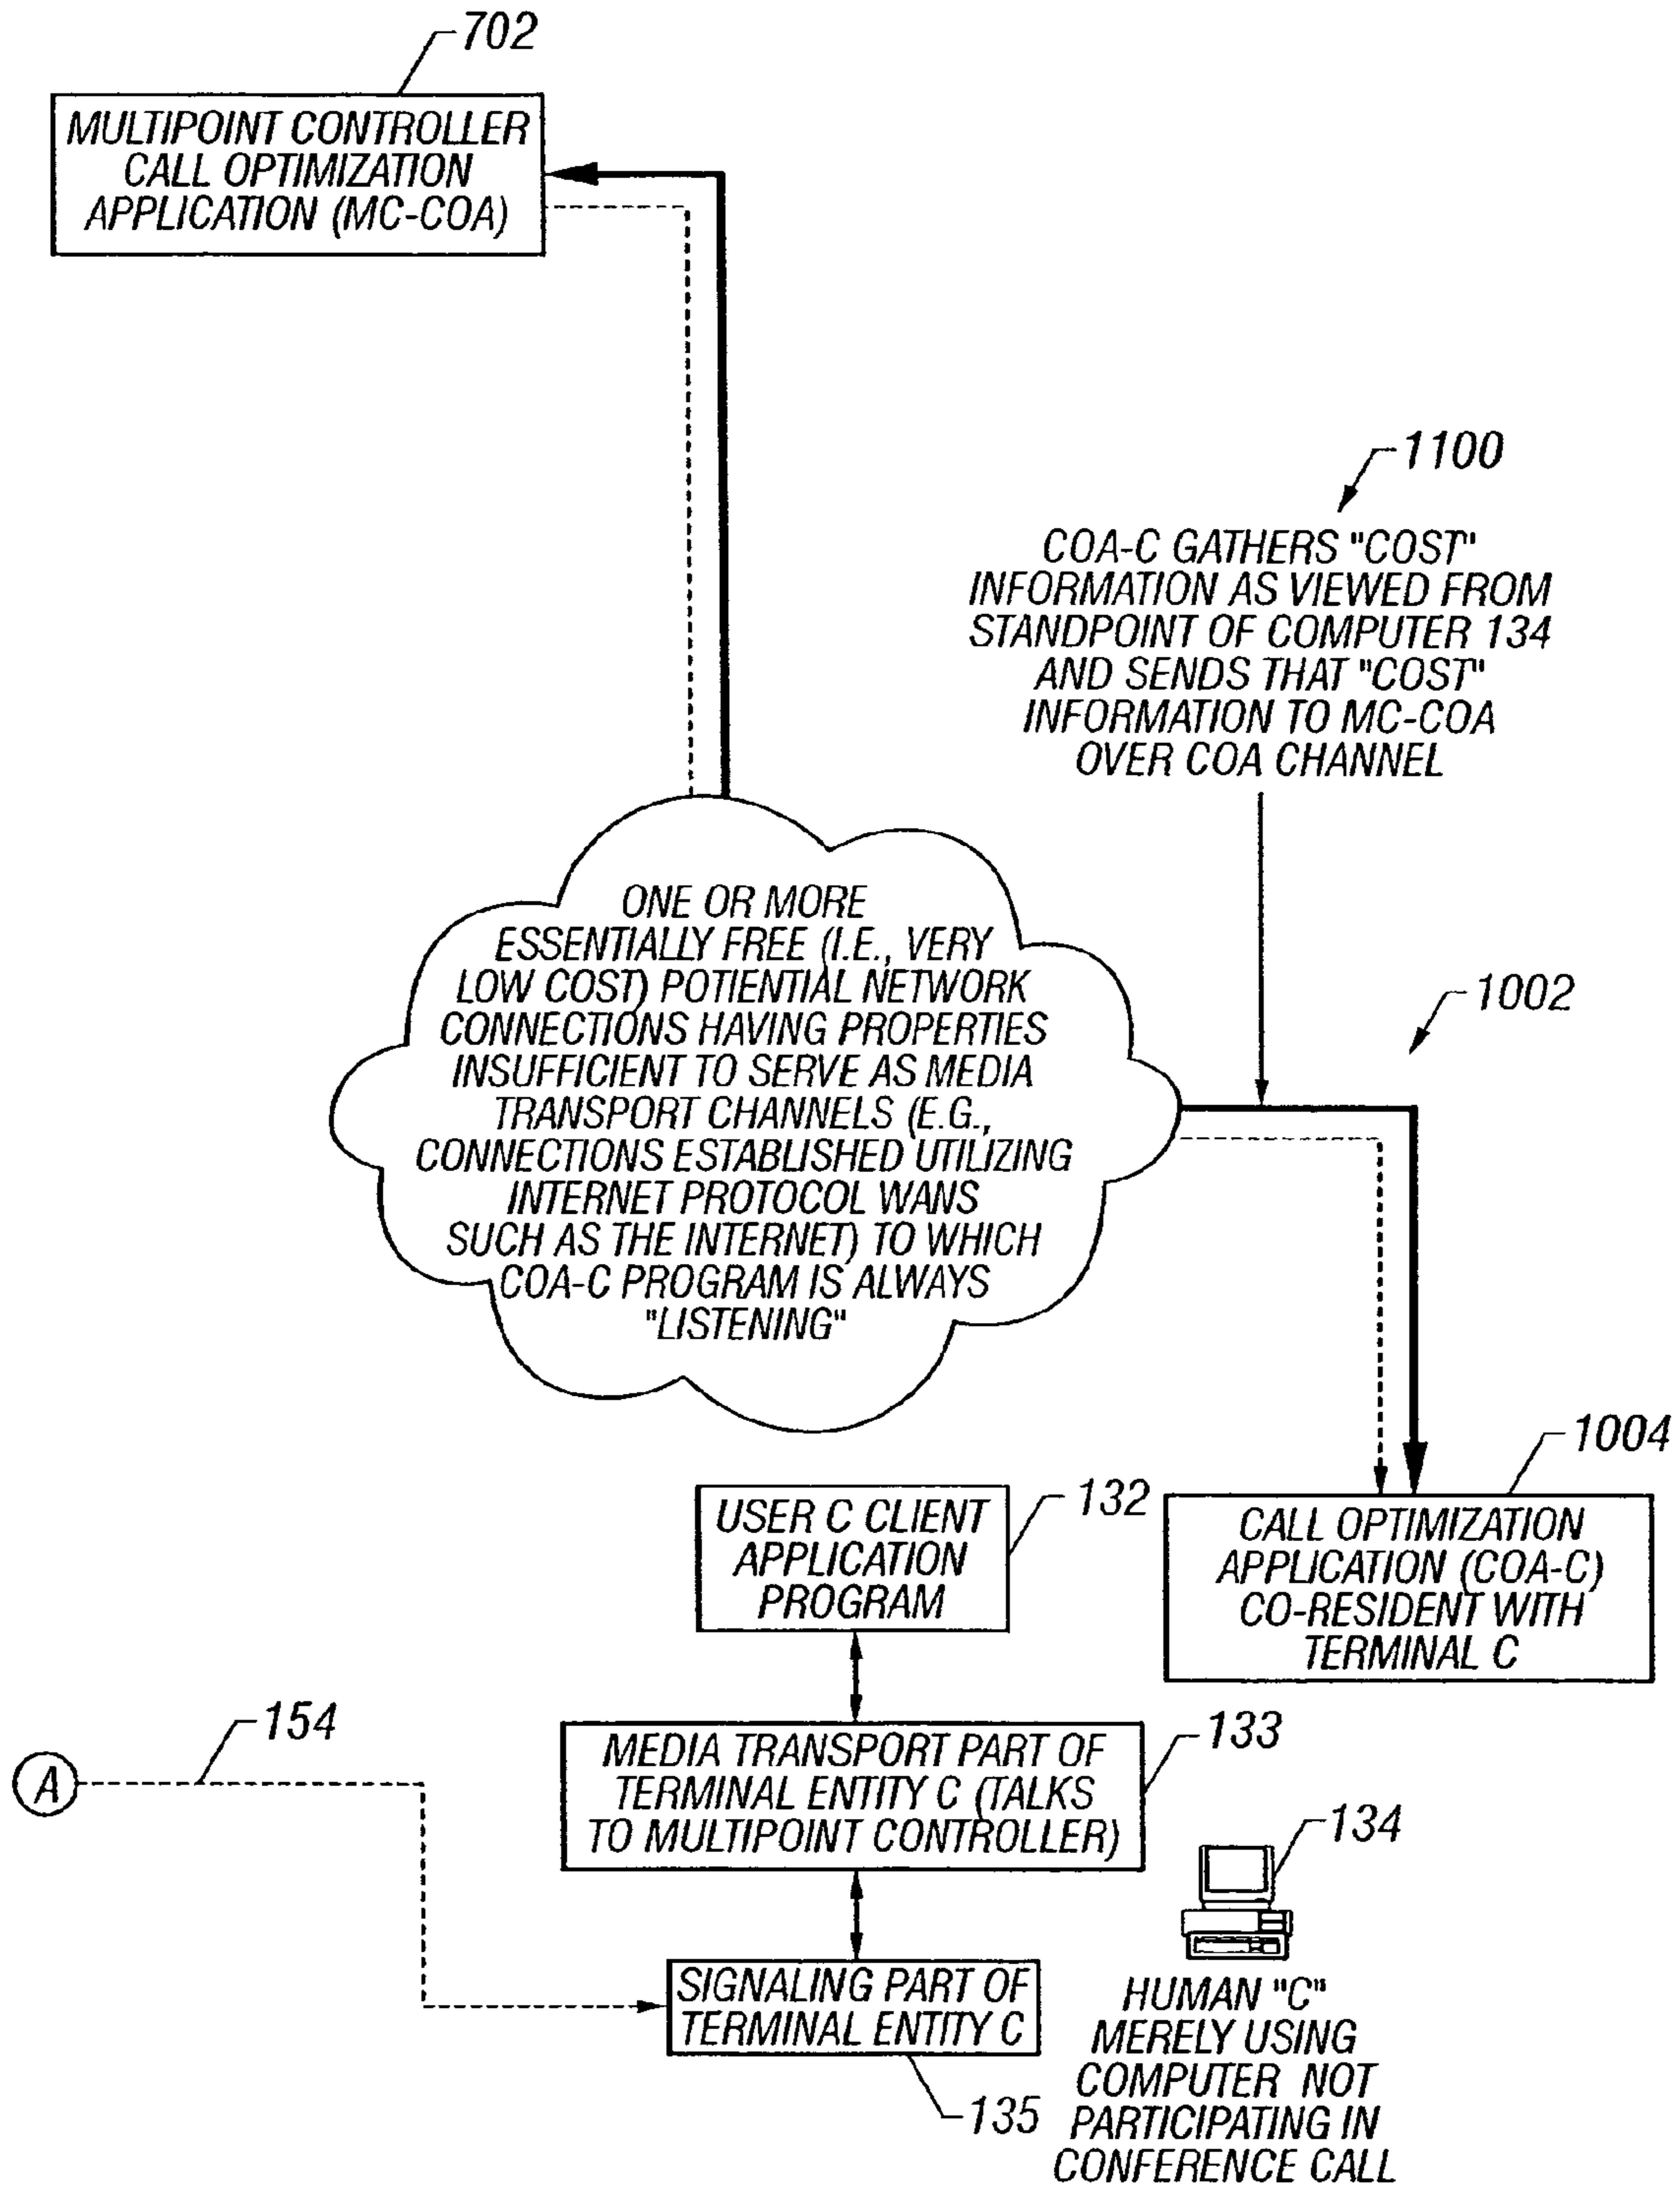 702
MULTIPOINT CONTROLLER
CALL OPTIMIZATION
APPLICATION (MC-COA)
1100
COA-C GATHERS "COST"
INFORMATION AS VIEWED FROM
STANDPOINT OF COMPUTER 134
AND SENDS THAT "COST"
INFORMATION TO MC-COA
OVER COA CHANNEL
ONE OR MORE
ESSENTIALLY FREE (I.E., VERY
LOW COST) POTIENTIAL NETWORK
CONNECTIONS HAVING PROPERTIES
INSUFFICIENT TO SERVE AS MEDIA
TRANSPORT CHANNELS (E.G.,
CONNECTIONS ESTABLISHED UTILIZING
INTERNET PROTOCOL WANS
SUCH AS THE INTERNET) TO WHICH
COA-C PROGRAM IS ALWAYS
"LISTENING"
1002
1004
CALL OPTIMIZATION
APPLICATION (COA-C)
CO-RESIDENT WITH
TERMINAL C
132
USER C CLIENT
APPLICATION
PROGRAM
154
A
133
MEDIA TRANSPORT PART OF
TERMINAL ENTITY C (TALKS
TO MULTIPOINT CONTROLLER)
134
SIGNALING PART OF
TERMINAL ENTITY C
135
HUMAN "C"
MERELY USING
COMPUTER NOT
PARTICIPATING IN
CONFERENCE CALL